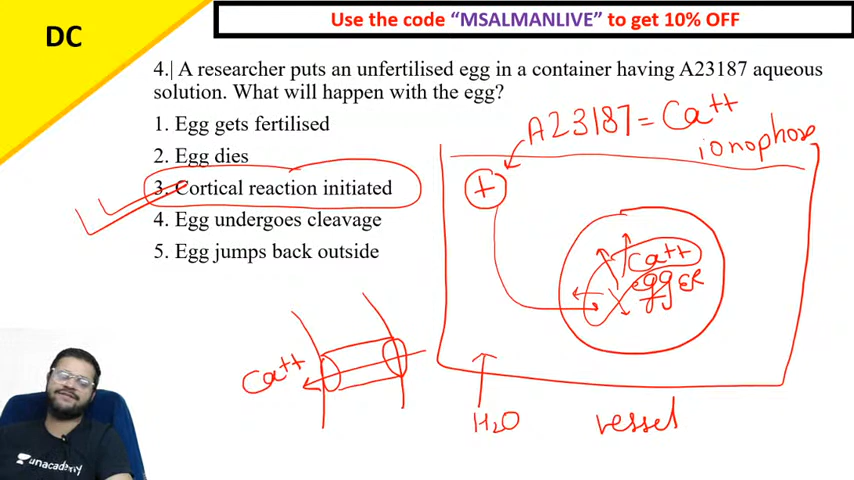 DC
Use the code “MSALMANLIVE” to get 10% OFF
4. A researcher puts an unfertilised egg in a container having A23187 aqueous
solution. What will happen with the egg?
1. Egg gets fertilised
2. Egg dies
3. Cortical reaction initiated
4. Egg undergoes cleavage
5. Egg jumps back outside
A23187 = Ca++
ionophose
+
Ca++
egg ER
Ca++
H2O
vessel
unacademy